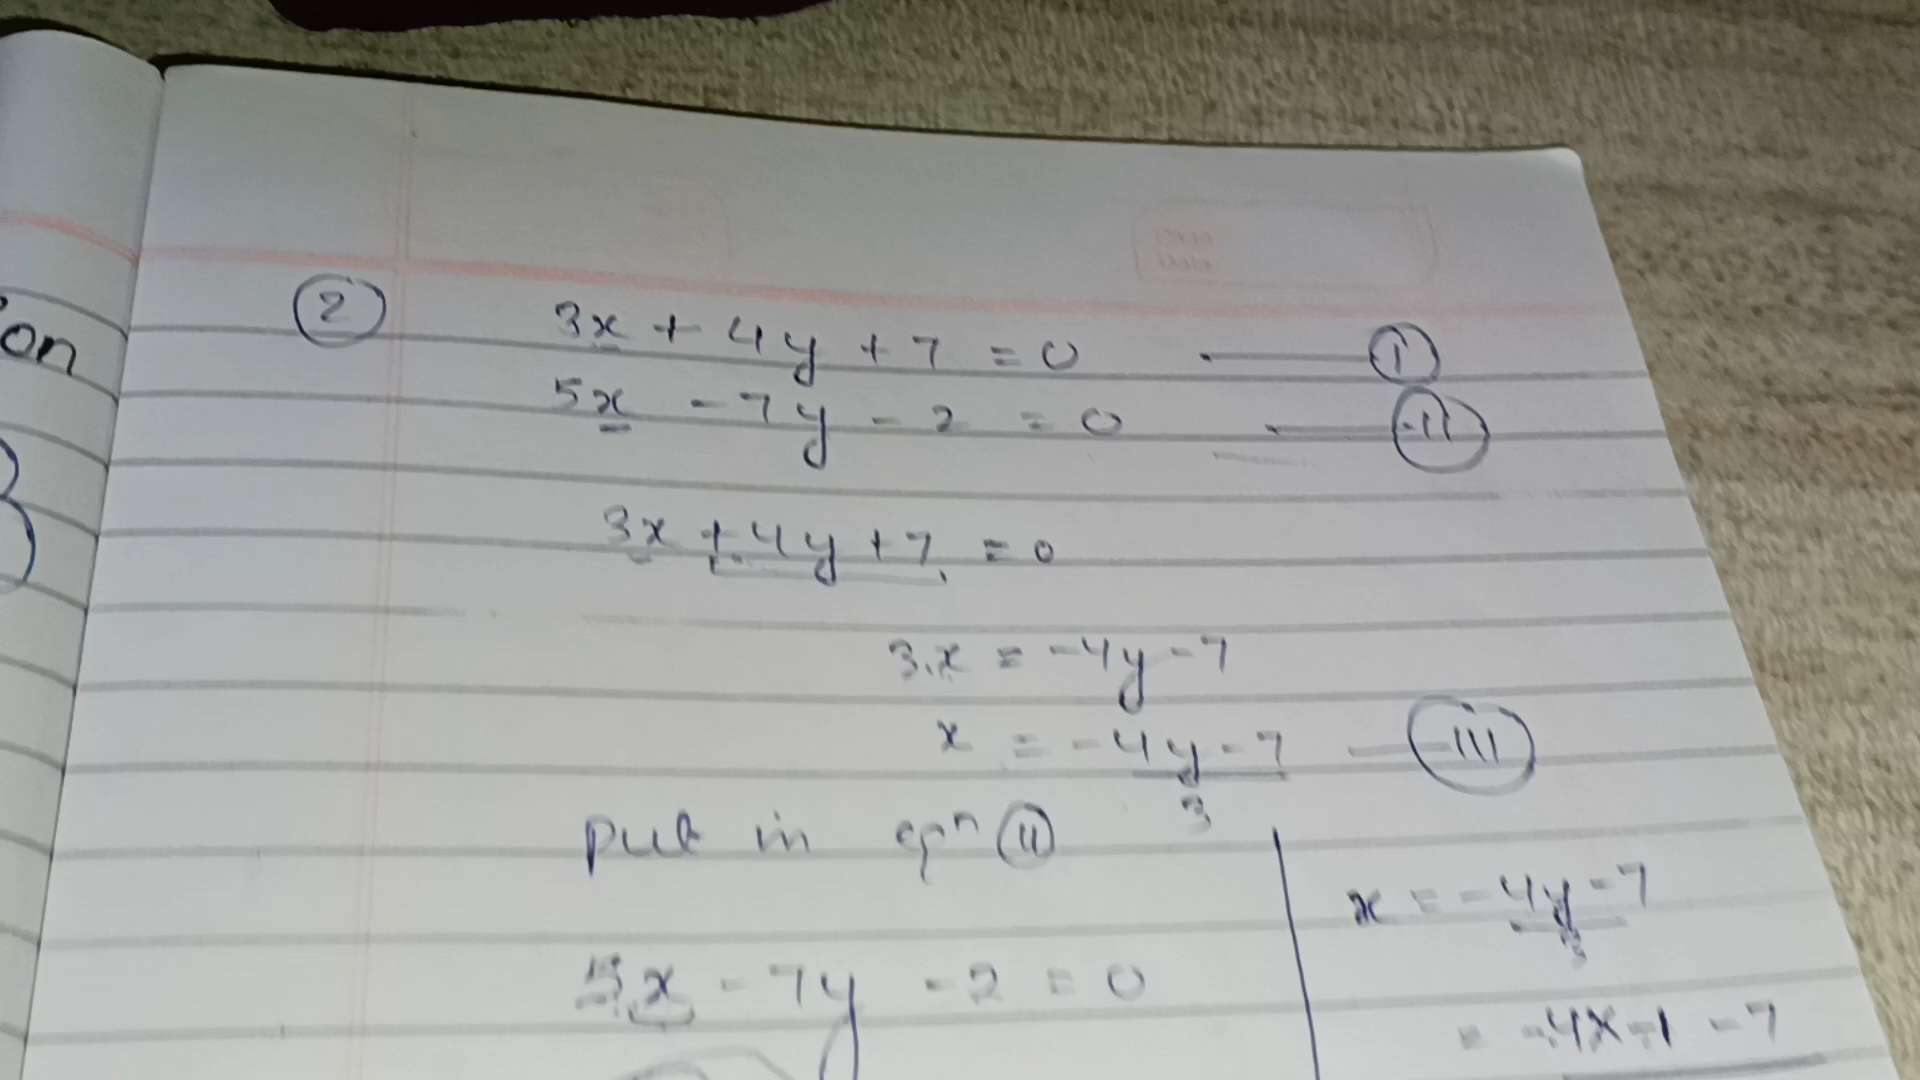 on
2
3x + 4y + 7 = 0 — I
5x - 7y - 2 = 0 — II
3x + 4y + 7 = 0
3x = -4y - 7
x = -4y - 7 — III
3
put in eqn II
x = -4y - 7
3
5x - 7y - 2 = 0
= -4x-1 - 7